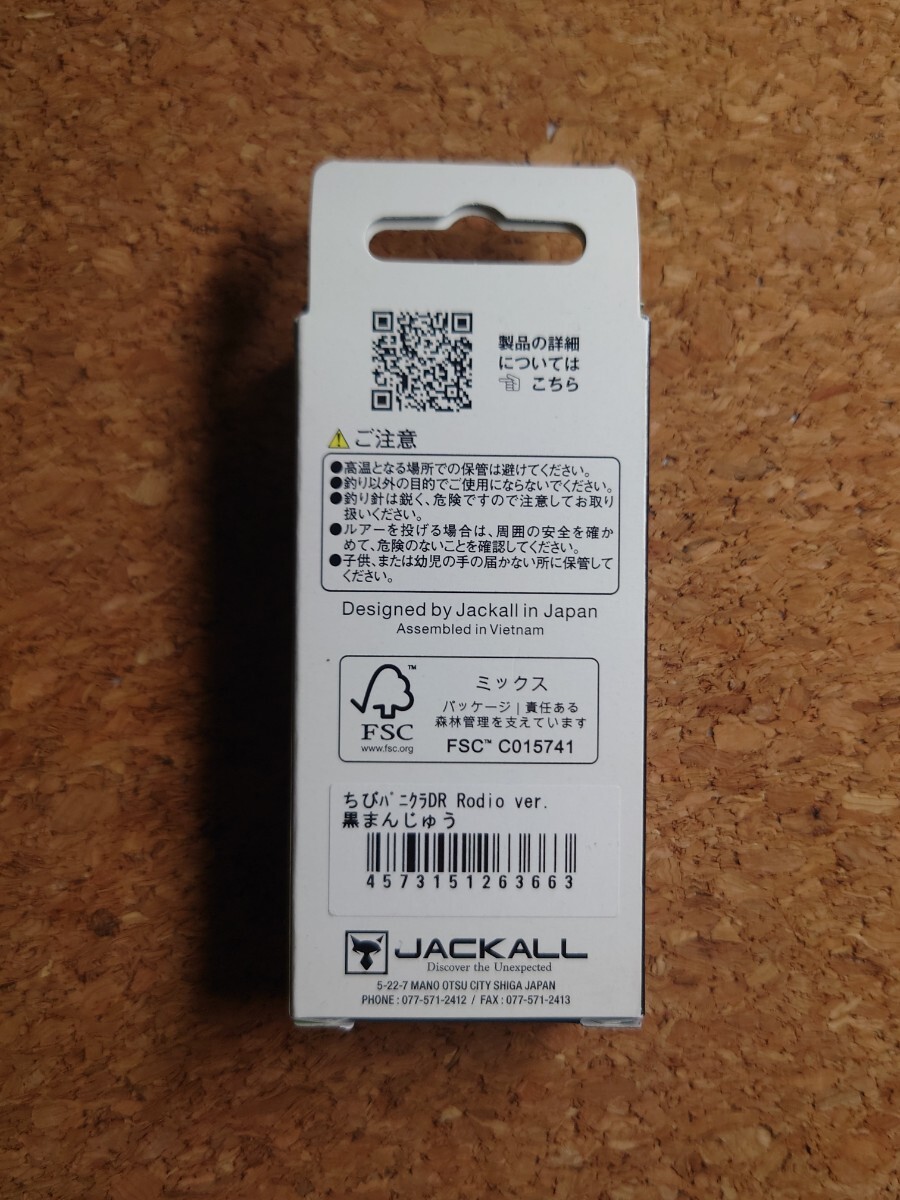 製品の詳細
については
☜ こちら
⚠ご注意
●高温となる場所での保管は避けてください。
●釣り以外の目的でご使用にならないでください。
●釣り針は鋭く、危険ですので注意してお取り
扱いください。
●ルアーを投げる場合は、周囲の安全を確か
めて、危険のないことを確認してください。
●子供、または幼児の手の届かない所に保管して
ください。
Designed by Jackall in Japan
Assembled in Vietnam
FSC
www.fsc.org
ミックス
パッケージ | 責任ある
森林管理を支えています
FSC™ C015741
ちびﾊﾟﾆｸﾗDR Rodio ver.
黒まんじゅう
4573151263663
JACKALL
Discover the Unexpected
5-22-7 MANO OTSU CITY SHIGA JAPAN
PHONE : 077-571-2412 / FAX : 077-571-2413